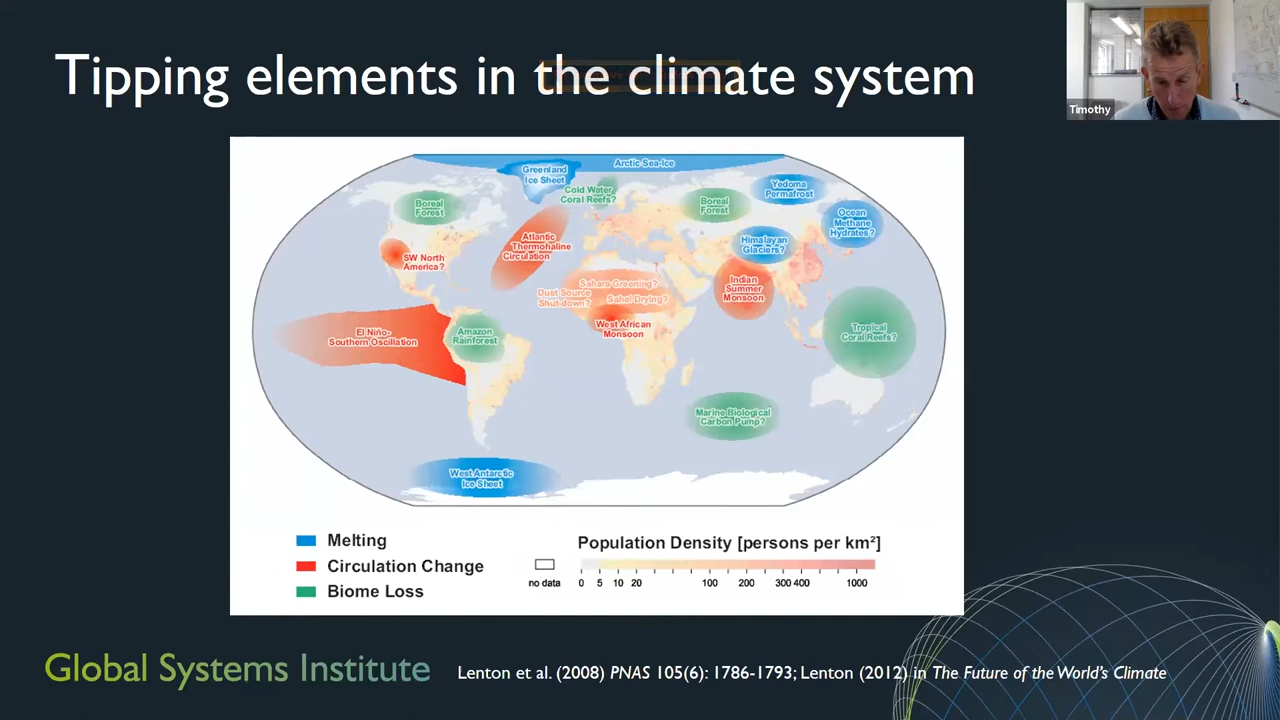 Tipping elements in the climate system
Timothy
Arctic Sea-Ice
Greenland
Ice Sheet
Cold Water
Coral Reefs?
Yedoma
Permafrost
Boreal
Forest
Boreal
Forest
Ocean
Methane
Hydrates?
Atlantic
Thermohaline
Circulation
Himalayan
Glaciers?
SW North
America?
Sahara Greening?
Dust Source
Shut-down?
Sahel Drying?
Indian
Summer
Monsoon
West African
Monsoon
El Niño-
Southern Oscillation
Amazon
Rainforest
Tropical
Coral Reefs?
Marine Biological
Carbon Pump?
West Antarctic
Ice Sheet
Melting
Circulation Change
Biome Loss
Population Density [persons per km²]
no data
0 5 10 20 100 200 300 400 1000
Global Systems Institute
Lenton et al. (2008) PNAS 105(6): 1786-1793; Lenton (2012) in The Future of the World's Climate